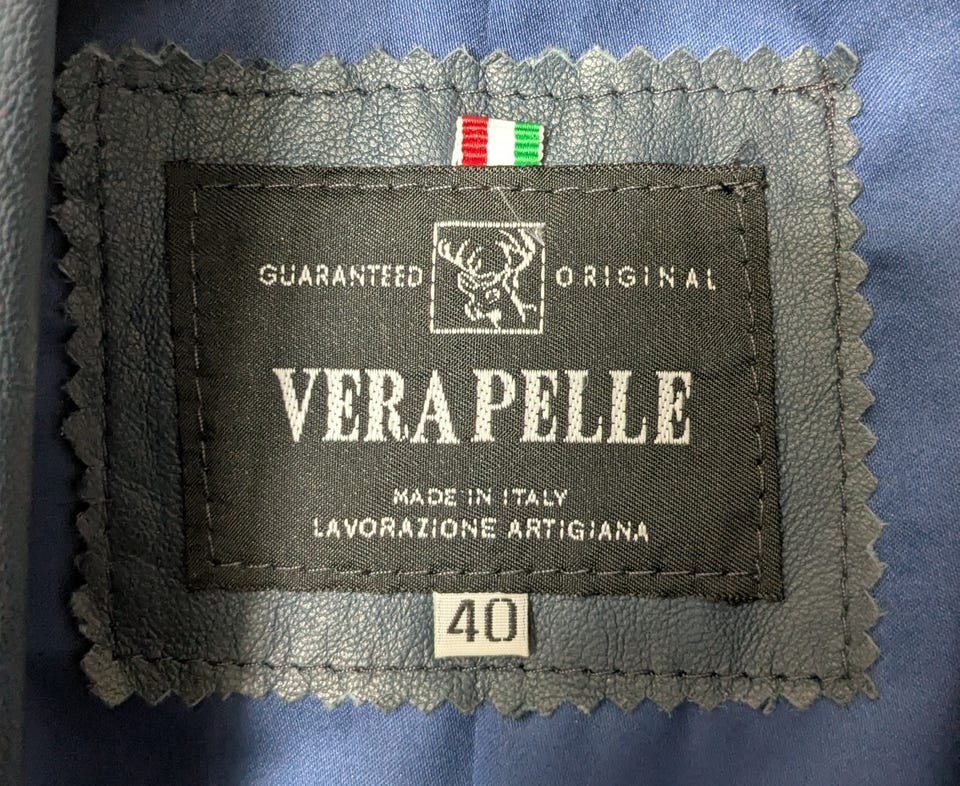 GUARANTEED ORIGINAL
VERA PELLE
MADE IN ITALY
LAVORAZIONE ARTIGIANA
40